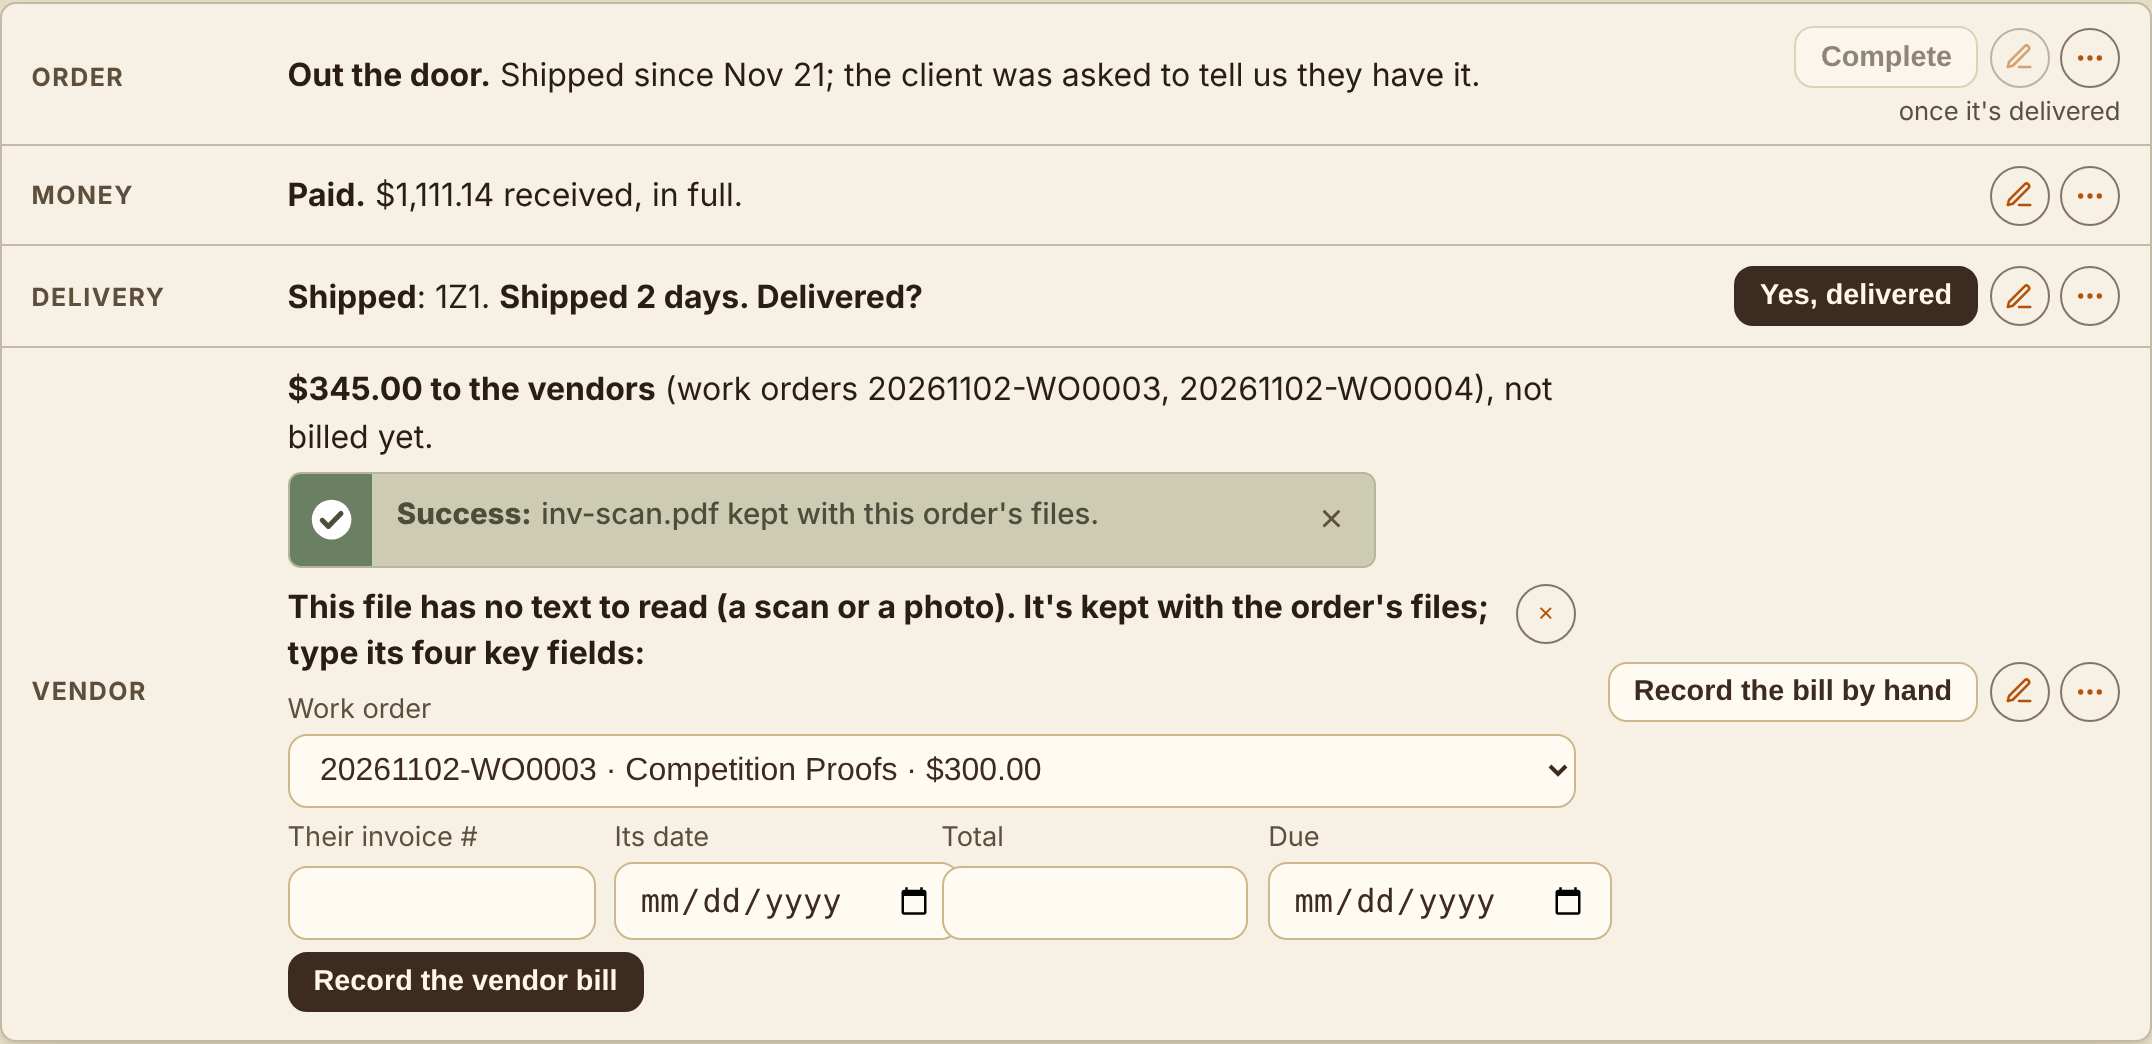 ORDER
Out the door. Shipped since Nov 21; the client was asked to tell us they have it.
Complete
once it's delivered
MONEY
Paid. $1,111.14 received, in full.
DELIVERY
Shipped: 1Z1. Shipped 2 days. Delivered?
Yes, delivered
VENDOR
$345.00 to the vendors (work orders 20261102-WO0003, 20261102-WO0004), not
billed yet.
Success: inv-scan.pdf kept with this order's files.
This file has no text to read (a scan or a photo). It's kept with the order's files;
type its four key fields:
Record the bill by hand
Work order
20261102-WO0003 · Competition Proofs · $300.00
Their invoice # Its date Total Due
mm/dd/yyyy mm/dd/yyyy
Record the vendor bill